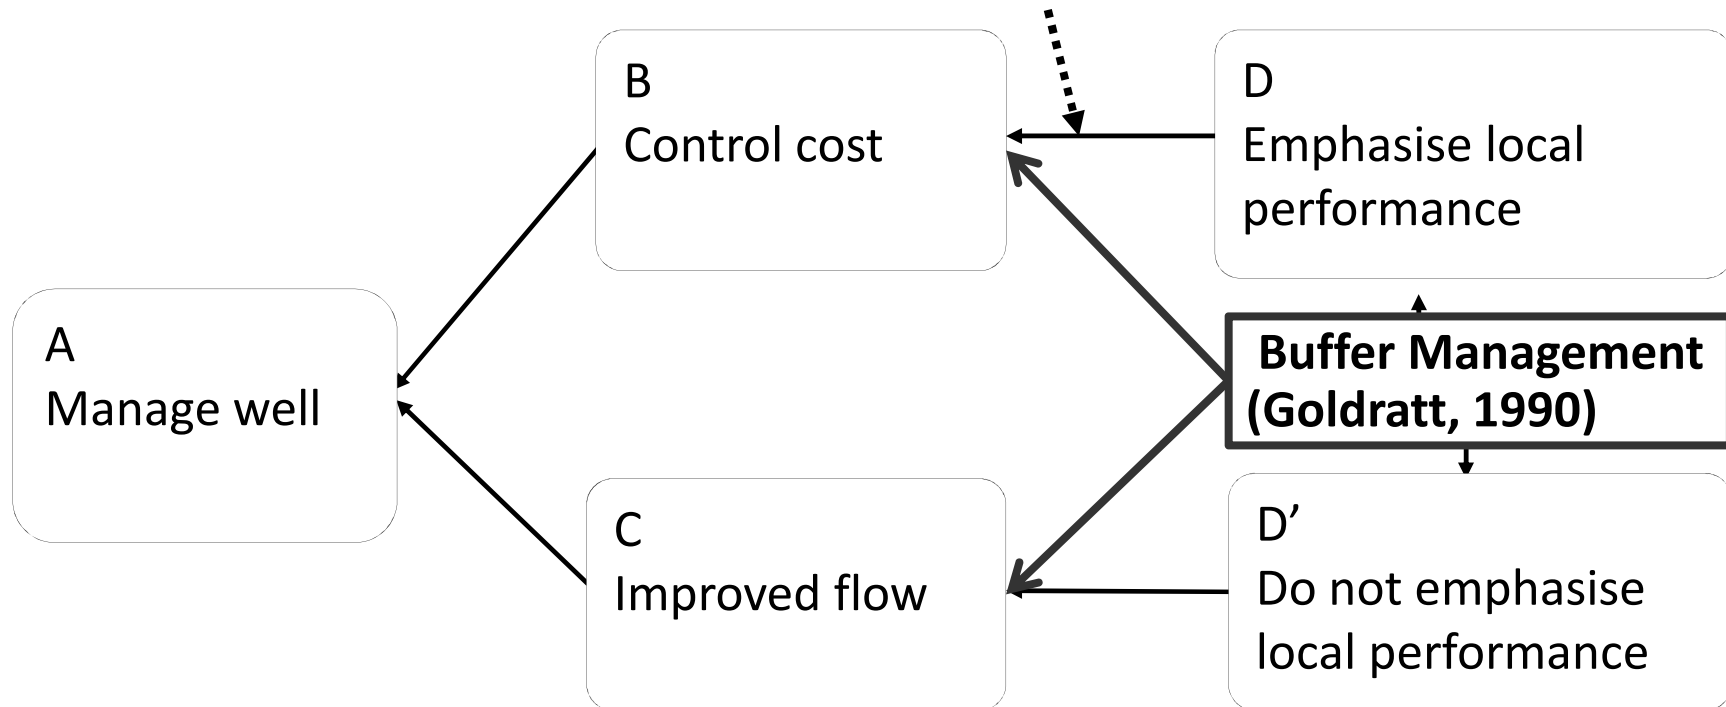 B
Control cost
D
Emphasise local
performance
A
Manage well
Buffer Management
(Goldratt, 1990)
C
Improved flow
D’
Do not emphasise
local performance